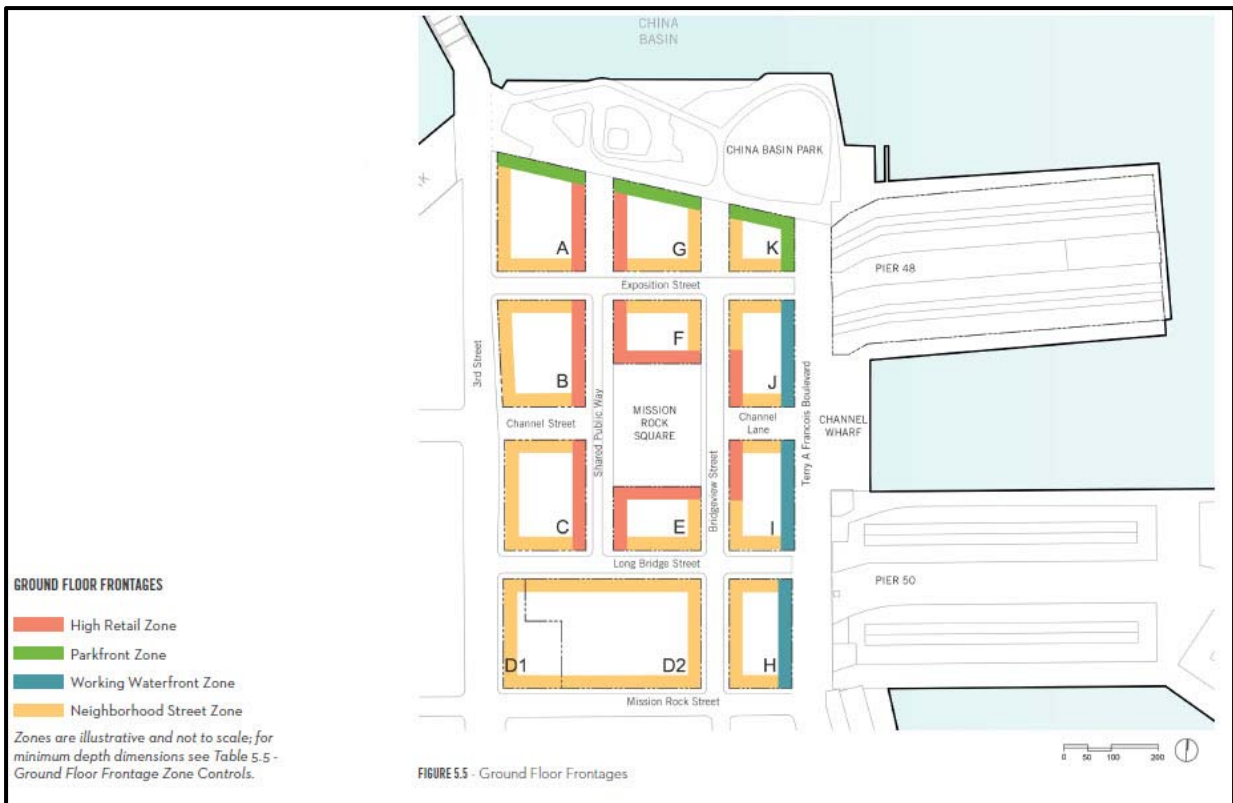 CHINA
BASIN
CHINA BASIN PARK
A
G
K
PIER 48
Exposition Street
F
B
J
3rd Street
Shared Public Way
MISSION
ROCK
SQUARE
Channel Street
Channel
Lane
Bridgeview Street
Terry A Francois Boulevard
CHANNEL
WHARF
C
E
I
Long Bridge Street
PIER 50
D1
D2
H
Mission Rock Street
GROUND FLOOR FRONTAGES
High Retail Zone
Parkfront Zone
Working Waterfront Zone
Neighborhood Street Zone
Zones are illustrative and not to scale; for
minimum depth dimensions see Table 5.5 -
Ground Floor Frontage Zone Controls.
FIGURE 5.5 - Ground Floor Frontages
0 50 100 200